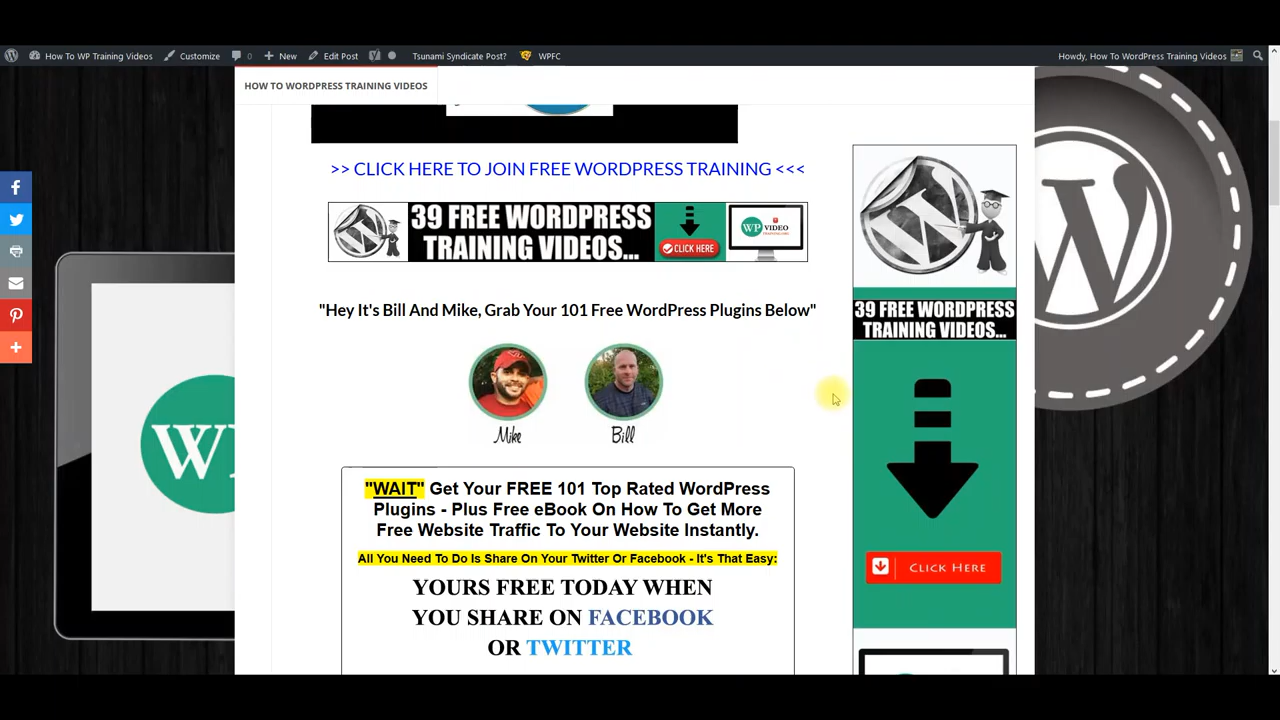 How To WP Training Videos Customize 0 New Edit Post Tsunami Syndicate Post? WPFC Howdy, How To WordPress Training Videos
HOW TO WORDPRESS TRAINING VIDEOS
>> CLICK HERE TO JOIN FREE WORDPRESS TRAINING <<<
39 FREE WORDPRESS
TRAINING VIDEOS...
CLICK HERE
WP VIDEO
"Hey It's Bill And Mike, Grab Your 101 Free WordPress Plugins Below"
Mike Bill
"WAIT" Get Your FREE 101 Top Rated WordPress
Plugins - Plus Free eBook On How To Get More
Free Website Traffic To Your Website Instantly.
All You Need To Do Is Share On Your Twitter Or Facebook - It's That Easy:
YOURS FREE TODAY WHEN
YOU SHARE ON FACEBOOK
OR TWITTER
39 FREE WORDPRESS
TRAINING VIDEOS...
CLICK HERE